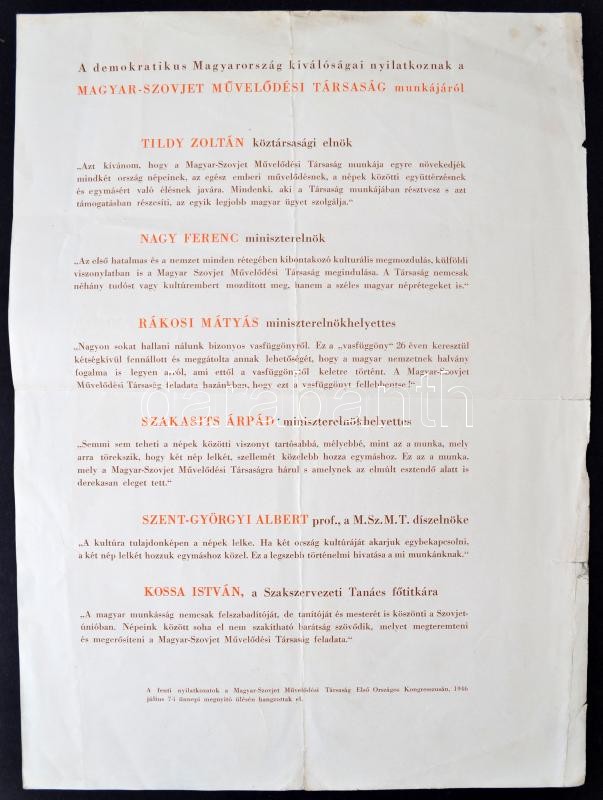 A demokratikus Magyarország kiválóságai nyilatkoznak a
MAGYAR-SZOVJET MŰVELŐDÉSI TÁRSASÁG munkájáról
TILDY ZOLTÁN köztársasági elnök
„Azt kívánom, hogy a Magyar-Szovjet Művelődési Társaság munkája egyre növekedjék
mindkét ország népeinek, az egész emberi művelődésnek, a népek közötti együttérzésnek
és egymásért való élésnek javára. Mindenki, aki a Társaság munkájában résztvesz s azt
támogatásban részesíti, az egyik legjobb magyar ügyet szolgálja.“
NAGY FERENC miniszterelnök
„Az első hatalmas és a nemzet minden rétegében kibontakozó kulturális megmozdulás, külföldi
viszonylatban is a Magyar Szovjet Művelődési Társaság megindulása. A Társaság nemcsak
néhány tudóst vagy kultúrembert mozdított meg, hanem a széles magyar néprétegeket is.“
RÁKOSI MÁTYÁS miniszterelnökhelyettes
„Nagyon sokat hallani nálunk bizonyos vasfüggönyről. Ez a „vasfüggöny“ 26 éven keresztül
kétségkívül fennállott és meggátolta annak lehetőségét, hogy a magyar nemzetnek halvány
fogalma is legyen arról, ami ettől a vasfüggönytől keletre történt. A Magyar-Szovjet
Művelődési Társaság feladata hazánkban, hogy ezt a vasfüggönyt fellebbentse!“
SZAKASITS ÁRPÁD miniszterelnökhelyettes
„Semmi sem teheti a népek közötti viszonyt tartósabbá, mélyebbé, mint az a munka, mely
arra törekszik, hogy két nép lelkét, szellemét közelebb hozza egymáshoz. Ez az a munka,
mely a Magyar-Szovjet Művelődési Társaságra hárul s amelynek az elmúlt esztendő alatt is
derekasan eleget tett.“
SZENT-GYÖRGYI ALBERT prof., a M.Sz.M.T. díszelnöke
„A kultúra tulajdonképen a népek lelke. Ha két ország kultúráját akarjuk egybekapcsolni,
a két nép lelkét hozzuk egymáshoz közel. Ez a legszebb történelmi hivatása a mi munkánknak.“
KOSSA ISTVÁN, a Szakszervezeti Tanács főtitkára
„A magyar munkásság nemcsak felszabadítóját, de tanítóját és mesterét is köszönti a Szovjet-
únióban. Népeink között soha el nem szakítható barátság szövődik, melyet megteremteni
és megerősíteni a Magyar-Szovjet Művelődési Társaság feladata.“
A fenti nyilatkozatok a Magyar-Szovjet Művelődési Társaság Első Országos Kongresszusán, 1946
július 7-i ünnepi megnyitó ülésén hangzottak el.
darabanth